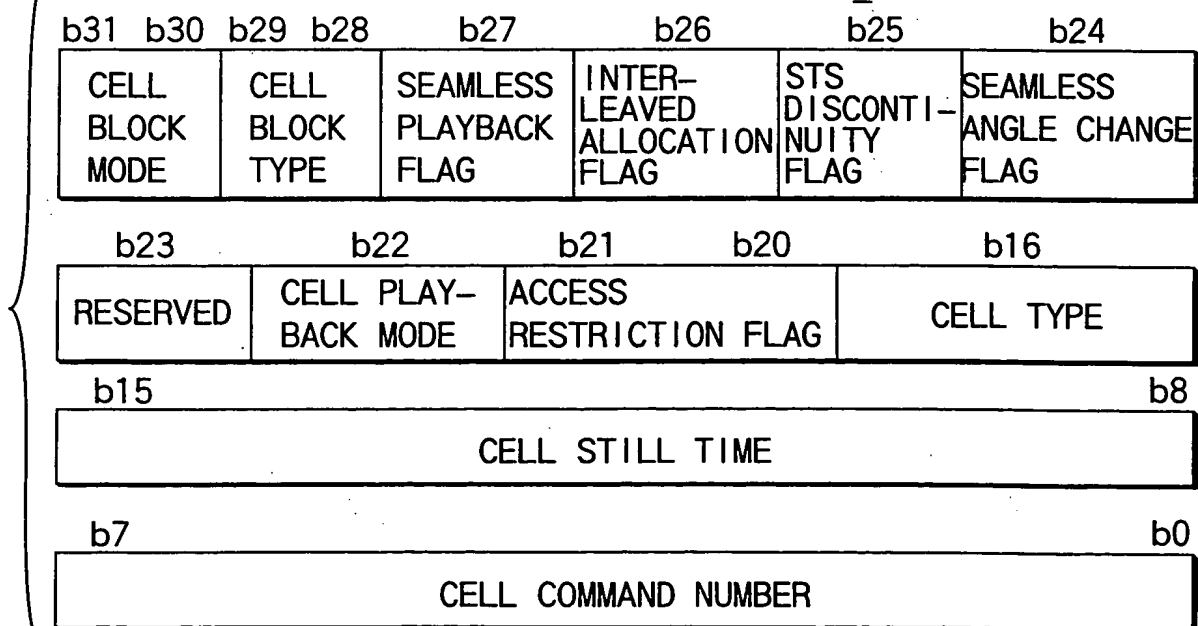 b31 b30 b29 b28 b27 b26 b25 b24
CELL BLOCK MODE
CELL BLOCK TYPE
SEAMLESS PLAYBACK FLAG
INTER-
LEAVED
ALLOCATION
FLAG
STS
DISCONTI-
NUITY
FLAG
SEAMLESS
ANGLE CHANGE
FLAG
b23 b22 b21 b20 b16
RESERVED
CELL PLAY-
BACK MODE
ACCESS
RESTRICTION FLAG
CELL TYPE
b15 b8
CELL STILL TIME
b7 b0
CELL COMMAND NUMBER